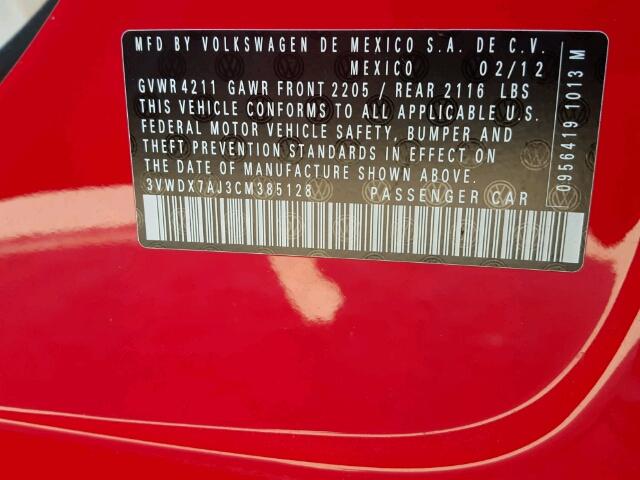 MFD BY VOLKSWAGEN DE MEXICO S.A. DE C.V.
MEXICO 02/12
GVWR 4211 GAWR FRONT 2205 / REAR 2116 LBS
THIS VEHICLE CONFORMS TO ALL APPLICABLE U.S.
FEDERAL MOTOR VEHICLE SAFETY, BUMPER AND
THEFT PREVENTION STANDARDS IN EFFECT ON
THE DATE OF MANUFACTURE SHOWN ABOVE.
3VWDX7AJ3CM385128 PASSENGER CAR
09564191 1013 M